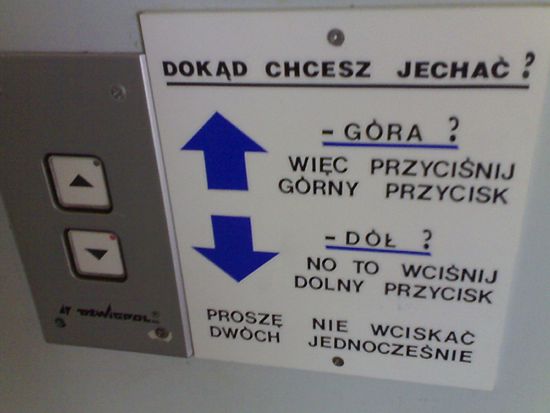 DOKĄD CHCESZ JECHAĆ ?
- GÓRA ?
WIĘC PRZYCIŚNIJ
GÓRNY PRZYCISK
- DÓŁ ?
NO TO WCIŚNIJ
DOLNY PRZYCISK
PROSZĘ NIE WCISKAĆ
DWÓCH JEDNOCZEŚNIE